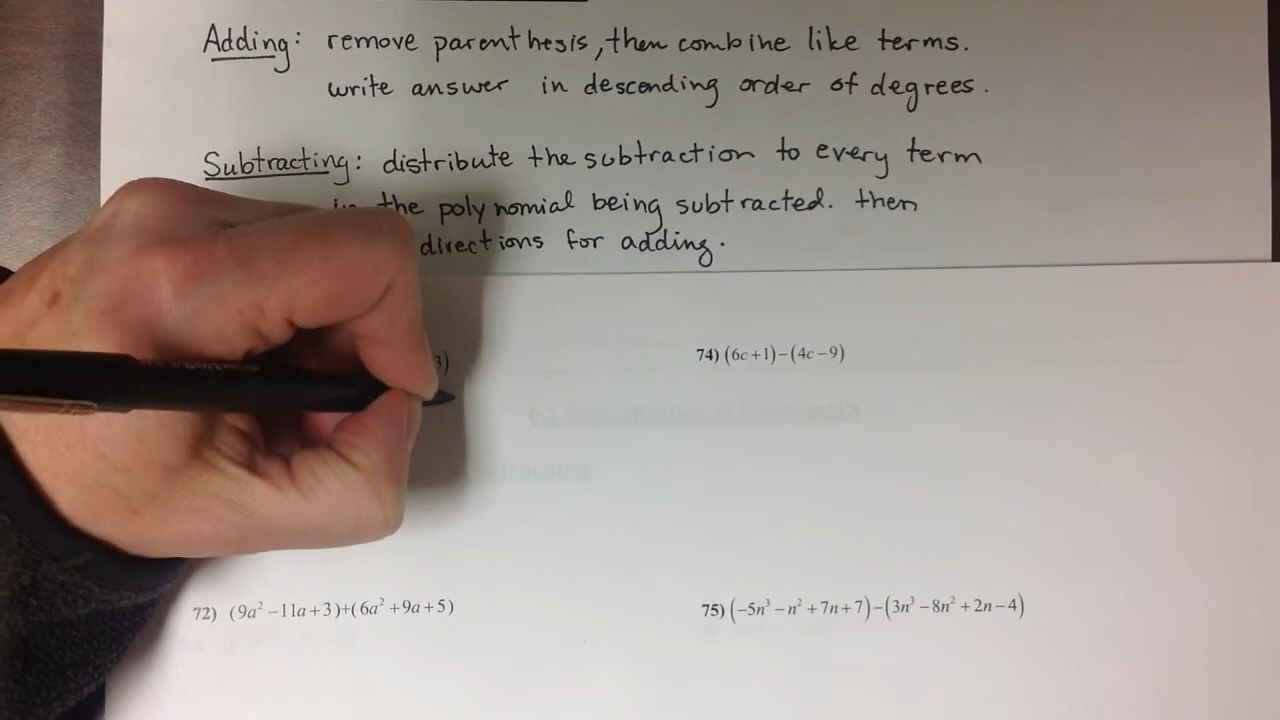 Adding: remove parenthesis, then combine like terms.
write answer in descending order of degrees.
Subtracting: distribute the subtraction to every term
the polynomial being subtracted. then
directions for adding.
3)
74) (6c+1)−(4c−9)
72) (9a² −11a+3)+(6a² +9a+5)
75) (−5n³ −n² +7n+7)−(3n³ −8n² +2n−4)